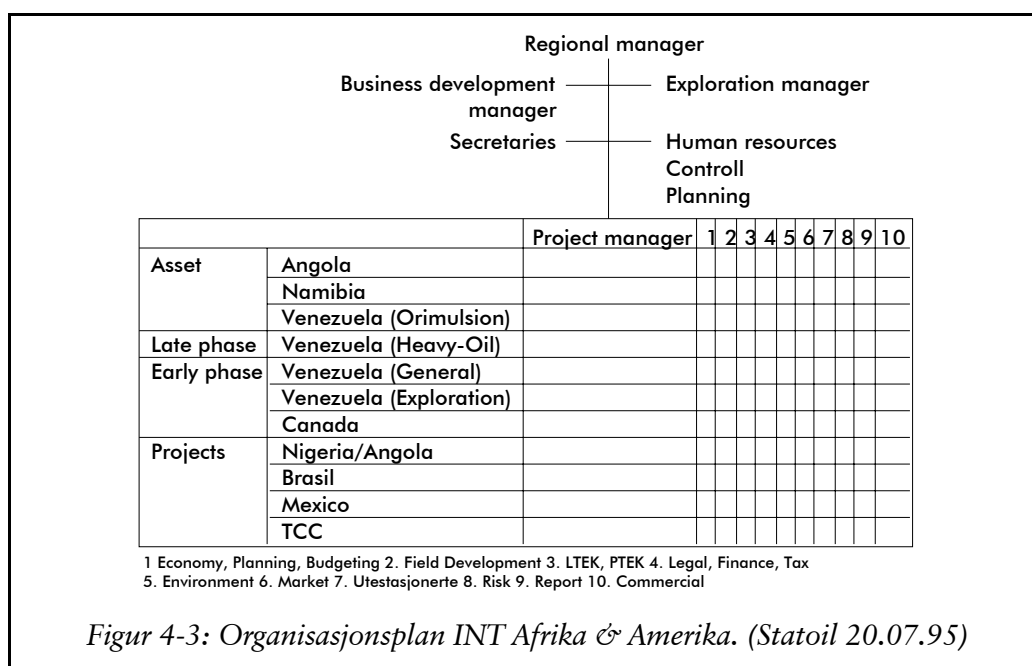 Regional manager
Business development manager
Exploration manager
Secretaries
Human resources
Controll
Planning
Project manager 1 2 3 4 5 6 7 8 9 10
Asset Angola
Namibia
Venezuela (Orimulsion)
Late phase Venezuela (Heavy-Oil)
Early phase Venezuela (General)
Venezuela (Exploration)
Canada
Projects Nigeria/Angola
Brasil
Mexico
TCC
1 Economy, Planning, Budgeting 2. Field Development 3. LTEK, PTEK 4. Legal, Finance, Tax
5. Environment 6. Market 7. Utestasjonerte 8. Risk 9. Report 10. Commercial
Figur 4-3: Organisasjonsplan INT Afrika & Amerika. (Statoil 20.07.95)